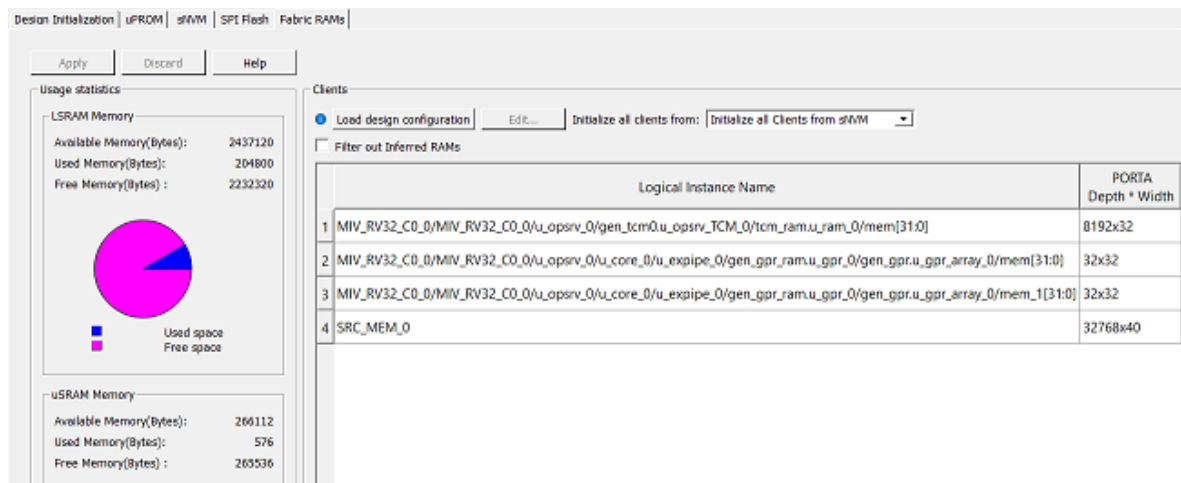 Design Initialization uPROM sNVM SPI Flash Fabric RAMs
Apply Discard Help
Usage statistics
LSRAM Memory
Available Memory(Bytes): 2437120
Used Memory(Bytes): 204800
Free Memory(Bytes) : 2232320
Used space
Free space
uSRAM Memory
Available Memory(Bytes): 266112
Used Memory(Bytes): 576
Free Memory(Bytes) : 265536
Clients
Load design configuration Edit... Initialize all clients from: Initialize all Clients from sNVM
Filter out Inferred RAMs
Logical Instance Name PORTA
Depth * Width
1 MIV_RV32_C0_0/MIV_RV32_C0_0/u_opsrv_0/gen_tcm0.u_opsrv_TCM_0/tcm_ram.u_ram_0/mem[31:0] 8192x32
2 MIV_RV32_C0_0/MIV_RV32_C0_0/u_opsrv_0/u_core_0/u_expipe_0/gen_gpr_ram.u_gpr_0/gen_gpr.u_gpr_array_0/mem[31:0] 32x32
3 MIV_RV32_C0_0/MIV_RV32_C0_0/u_opsrv_0/u_core_0/u_expipe_0/gen_gpr_ram.u_gpr_0/gen_gpr.u_gpr_array_0/mem_1[31:0] 32x32
4 SRC_MEM_0 32768x40